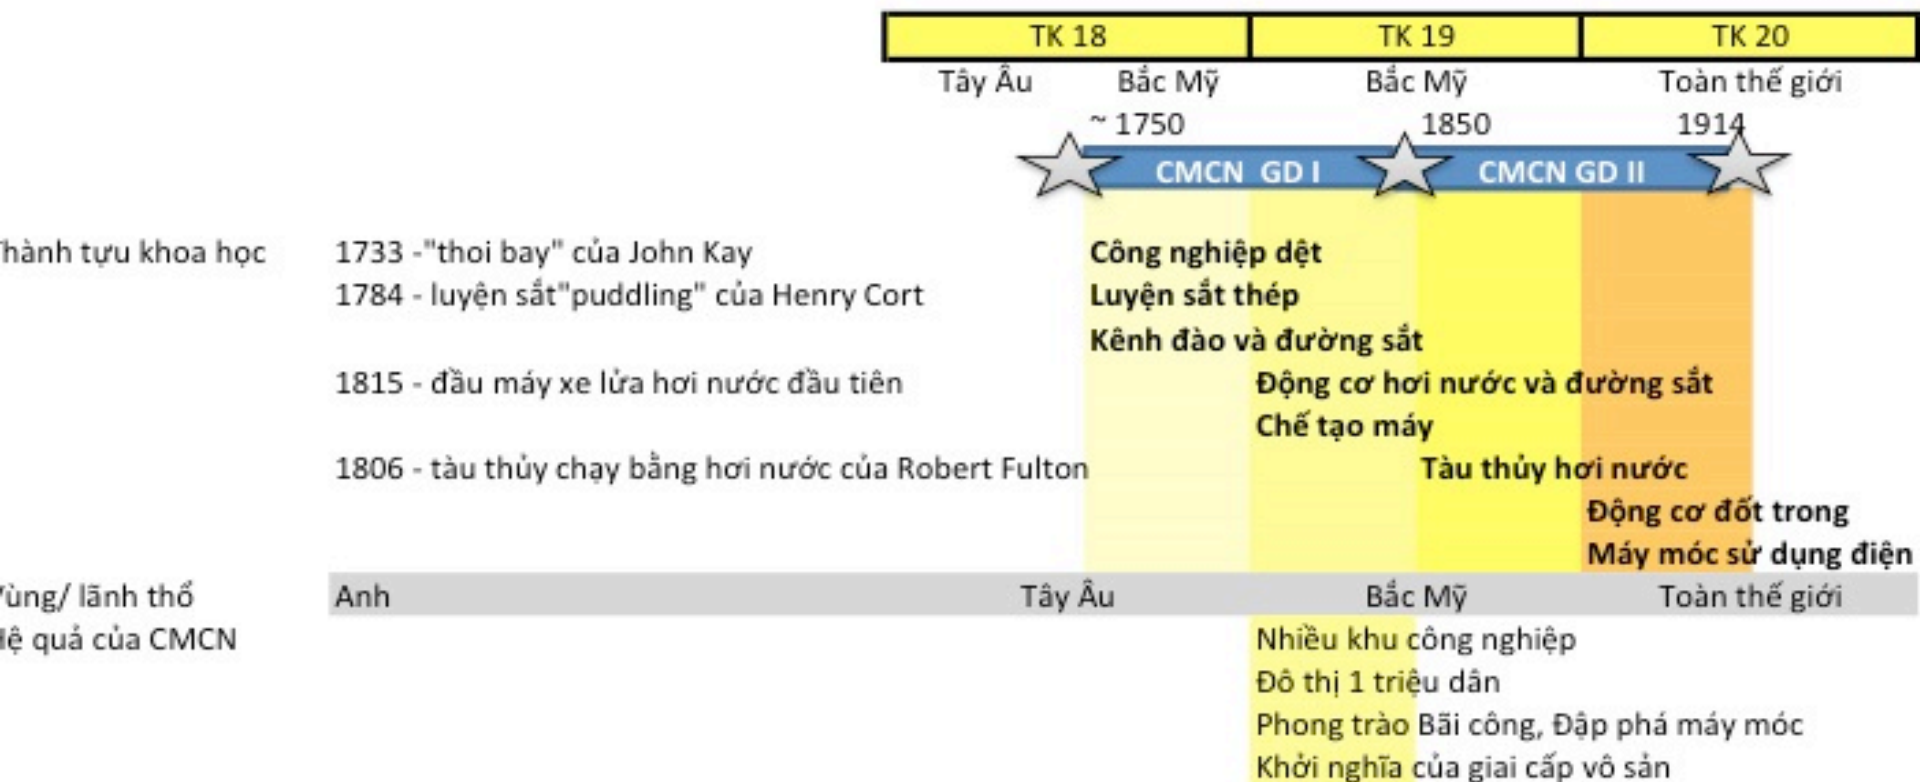 TK 18 TK 19 TK 20
Tây Âu Bắc Mỹ Bắc Mỹ Toàn thế giới
~ 1750 1850 1914
CMCN GD I CMCN GD II
Thành tựu khoa học 1733 -"thoi bay" của John Kay Công nghiệp dệt
1784 - luyện sắt"puddling" của Henry Cort Luyện sắt thép
Kênh đào và đường sắt
1815 - đầu máy xe lửa hơi nước đầu tiên Động cơ hơi nước và đường sắt
Chế tạo máy
1806 - tàu thủy chạy bằng hơi nước của Robert Fulton Tàu thủy hơi nước
Động cơ đốt trong
Máy móc sử dụng điện
Vùng/ lãnh thổ Anh Tây Âu Bắc Mỹ Toàn thế giới
Hệ quả của CMCN Nhiều khu công nghiệp
Đô thị 1 triệu dân
Phong trào Bãi công, Đập phá máy móc
Khởi nghĩa của giai cấp vô sản